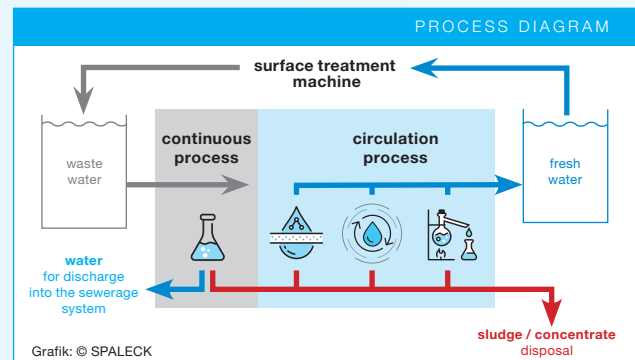 PROCESS DIAGRAM
surface treatment
machine
waste
water
continuous
process
circulation
process
fresh
water
water
for discharge
into the sewerage
system
sludge / concentrate
disposal
Grafik: © SPALECK